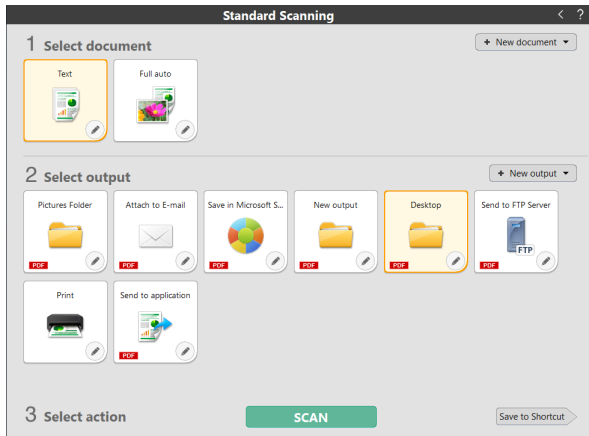 Standard Scanning
< ?
1 Select document
+ New document
Text
Full auto
2 Select output
+ New output
Pictures Folder
Attach to E-mail
Save in Microsoft S...
New output
Desktop
Send to FTP Server
PDF
PDF
PDF
PDF
PDF
FTP
PDF
Print
Send to application
PDF
3 Select action
SCAN
Save to Shortcut